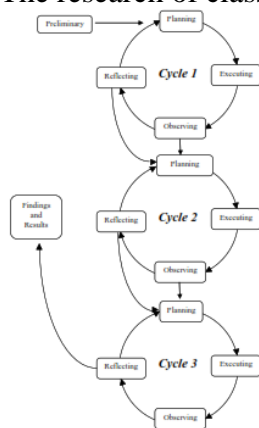 The research of class
Preliminary
Planning
Reflecting
Cycle 1
Executing
Observing
Planning
Reflecting
Cycle 2
Executing
Findings
and
Results
Observing
Planning
Reflecting
Cycle 3
Executing
Observing